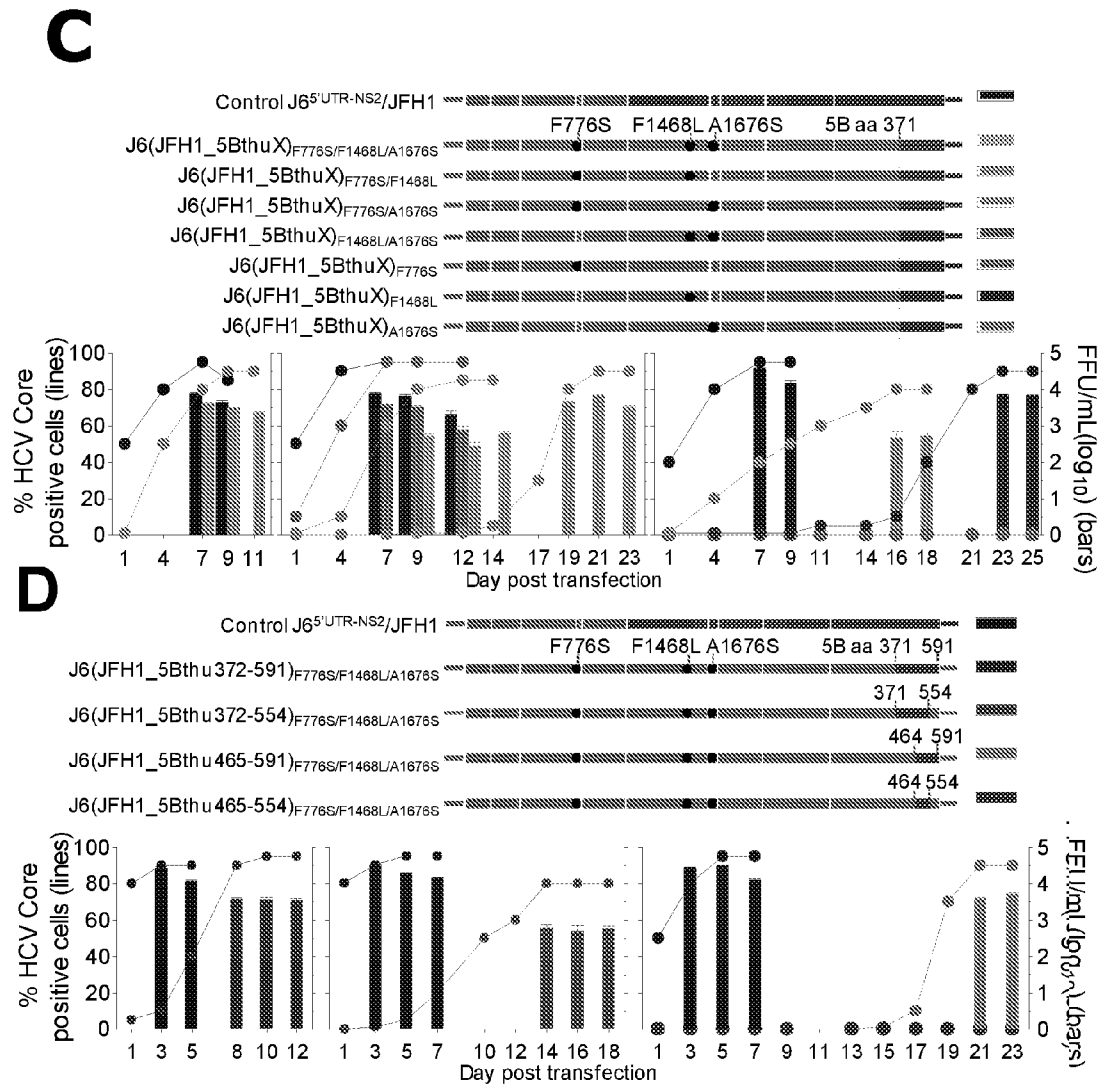 C
Control J6⁵'ᵁᵀᴿ⁻ᴺˢ²/JFH1
F776S F1468L A1676S 5B aa 371
J6(JFH1_5BthuX)F776S/F1468L/A1676S
J6(JFH1_5BthuX)F776S/F1468L
J6(JFH1_5BthuX)F776S/A1676S
J6(JFH1_5BthuX)F1468L/A1676S
J6(JFH1_5BthuX)F776S
J6(JFH1_5BthuX)F1468L
J6(JFH1_5BthuX)A1676S
% HCV Core
positive cells (lines)
100
80
60
40
20
0
5
4
3
2
1
0
FFU/mL(log10) (bars)
1 4 7 9 11 1 4 7 9 12 14 17 19 21 23 1 4 7 9 11 14 16 18 21 23 25
Day post transfection
D
Control J6⁵'ᵁᵀᴿ⁻ᴺˢ²/JFH1
F776S F1468L A1676S 5B aa 371 591
J6(JFH1_5Bthu372-591)F776S/F1468L/A1676S
371 554
J6(JFH1_5Bthu372-554)F776S/F1468L/A1676S
464 591
J6(JFH1_5Bthu465-591)F776S/F1468L/A1676S
464 554
J6(JFH1_5Bthu465-554)F776S/F1468L/A1676S
% HCV Core
positive cells (lines)
100
80
60
40
20
0
5
4
3
2
1
0
(bars)
1 3 5 8 10 12 1 3 5 7 10 12 14 16 18 1 3 5 7 9 11 13 15 17 19 21 23
Day post transfection